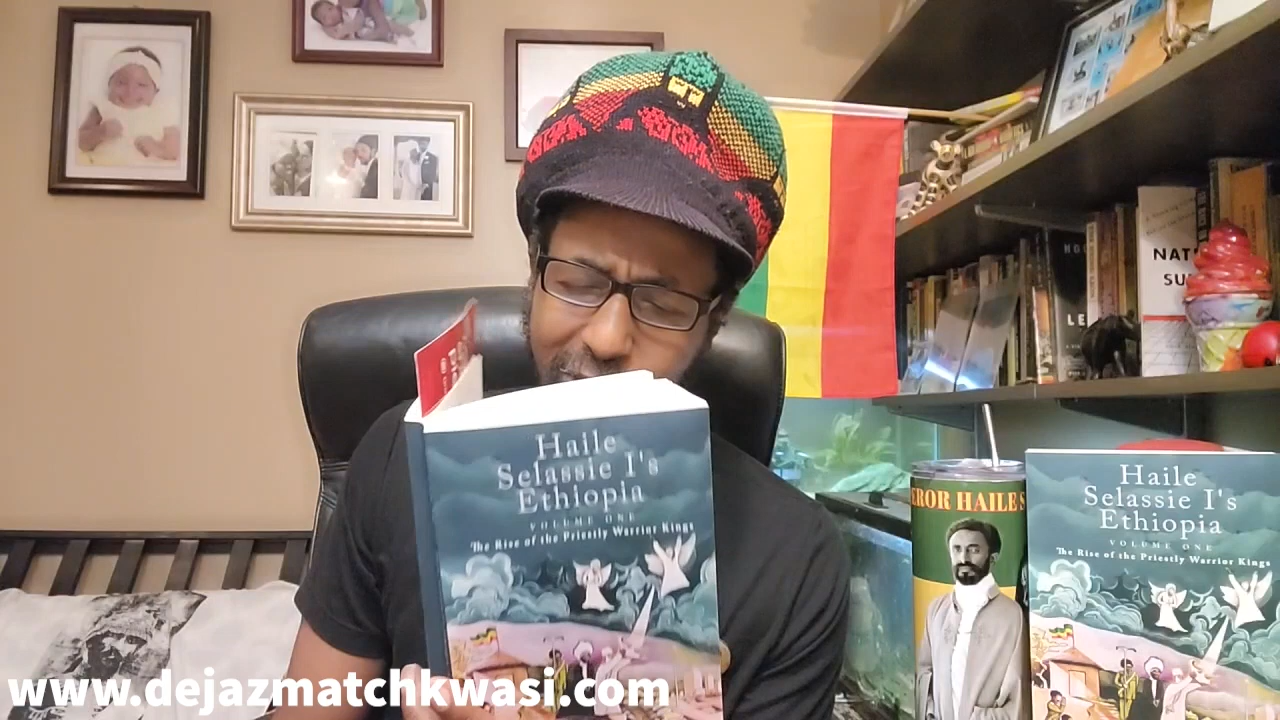 Haile
Selassie I's
Ethiopia
VOLUME ONE
The Rise of the Priestly Warrior Kings
EROR HAILE S
Haile
Selassie I's
Ethiopia
VOLUME ONE
The Rise of the Priestly Warrior Kings
NAT
SU
LE
www.dejazmatchkwasi.com